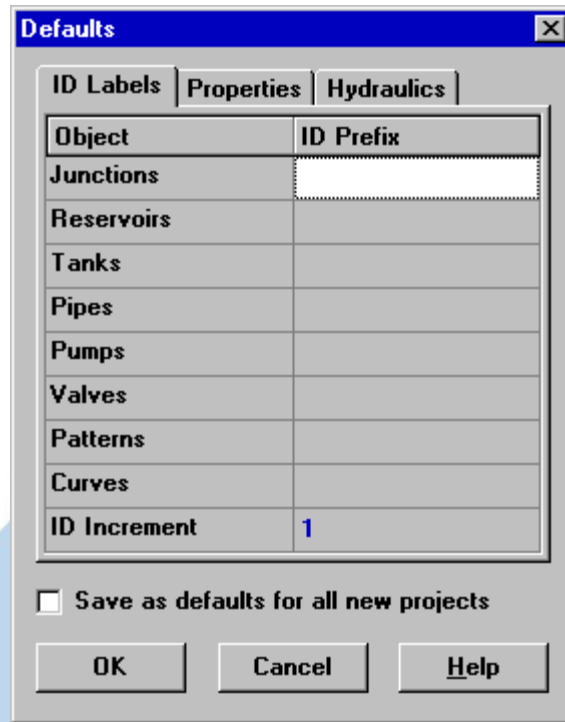 Defaults
ID Labels Properties Hydraulics
Object ID Prefix
Junctions
Reservoirs
Tanks
Pipes
Pumps
Valves
Patterns
Curves
ID Increment 1
Save as defaults for all new projects
OK Cancel Help